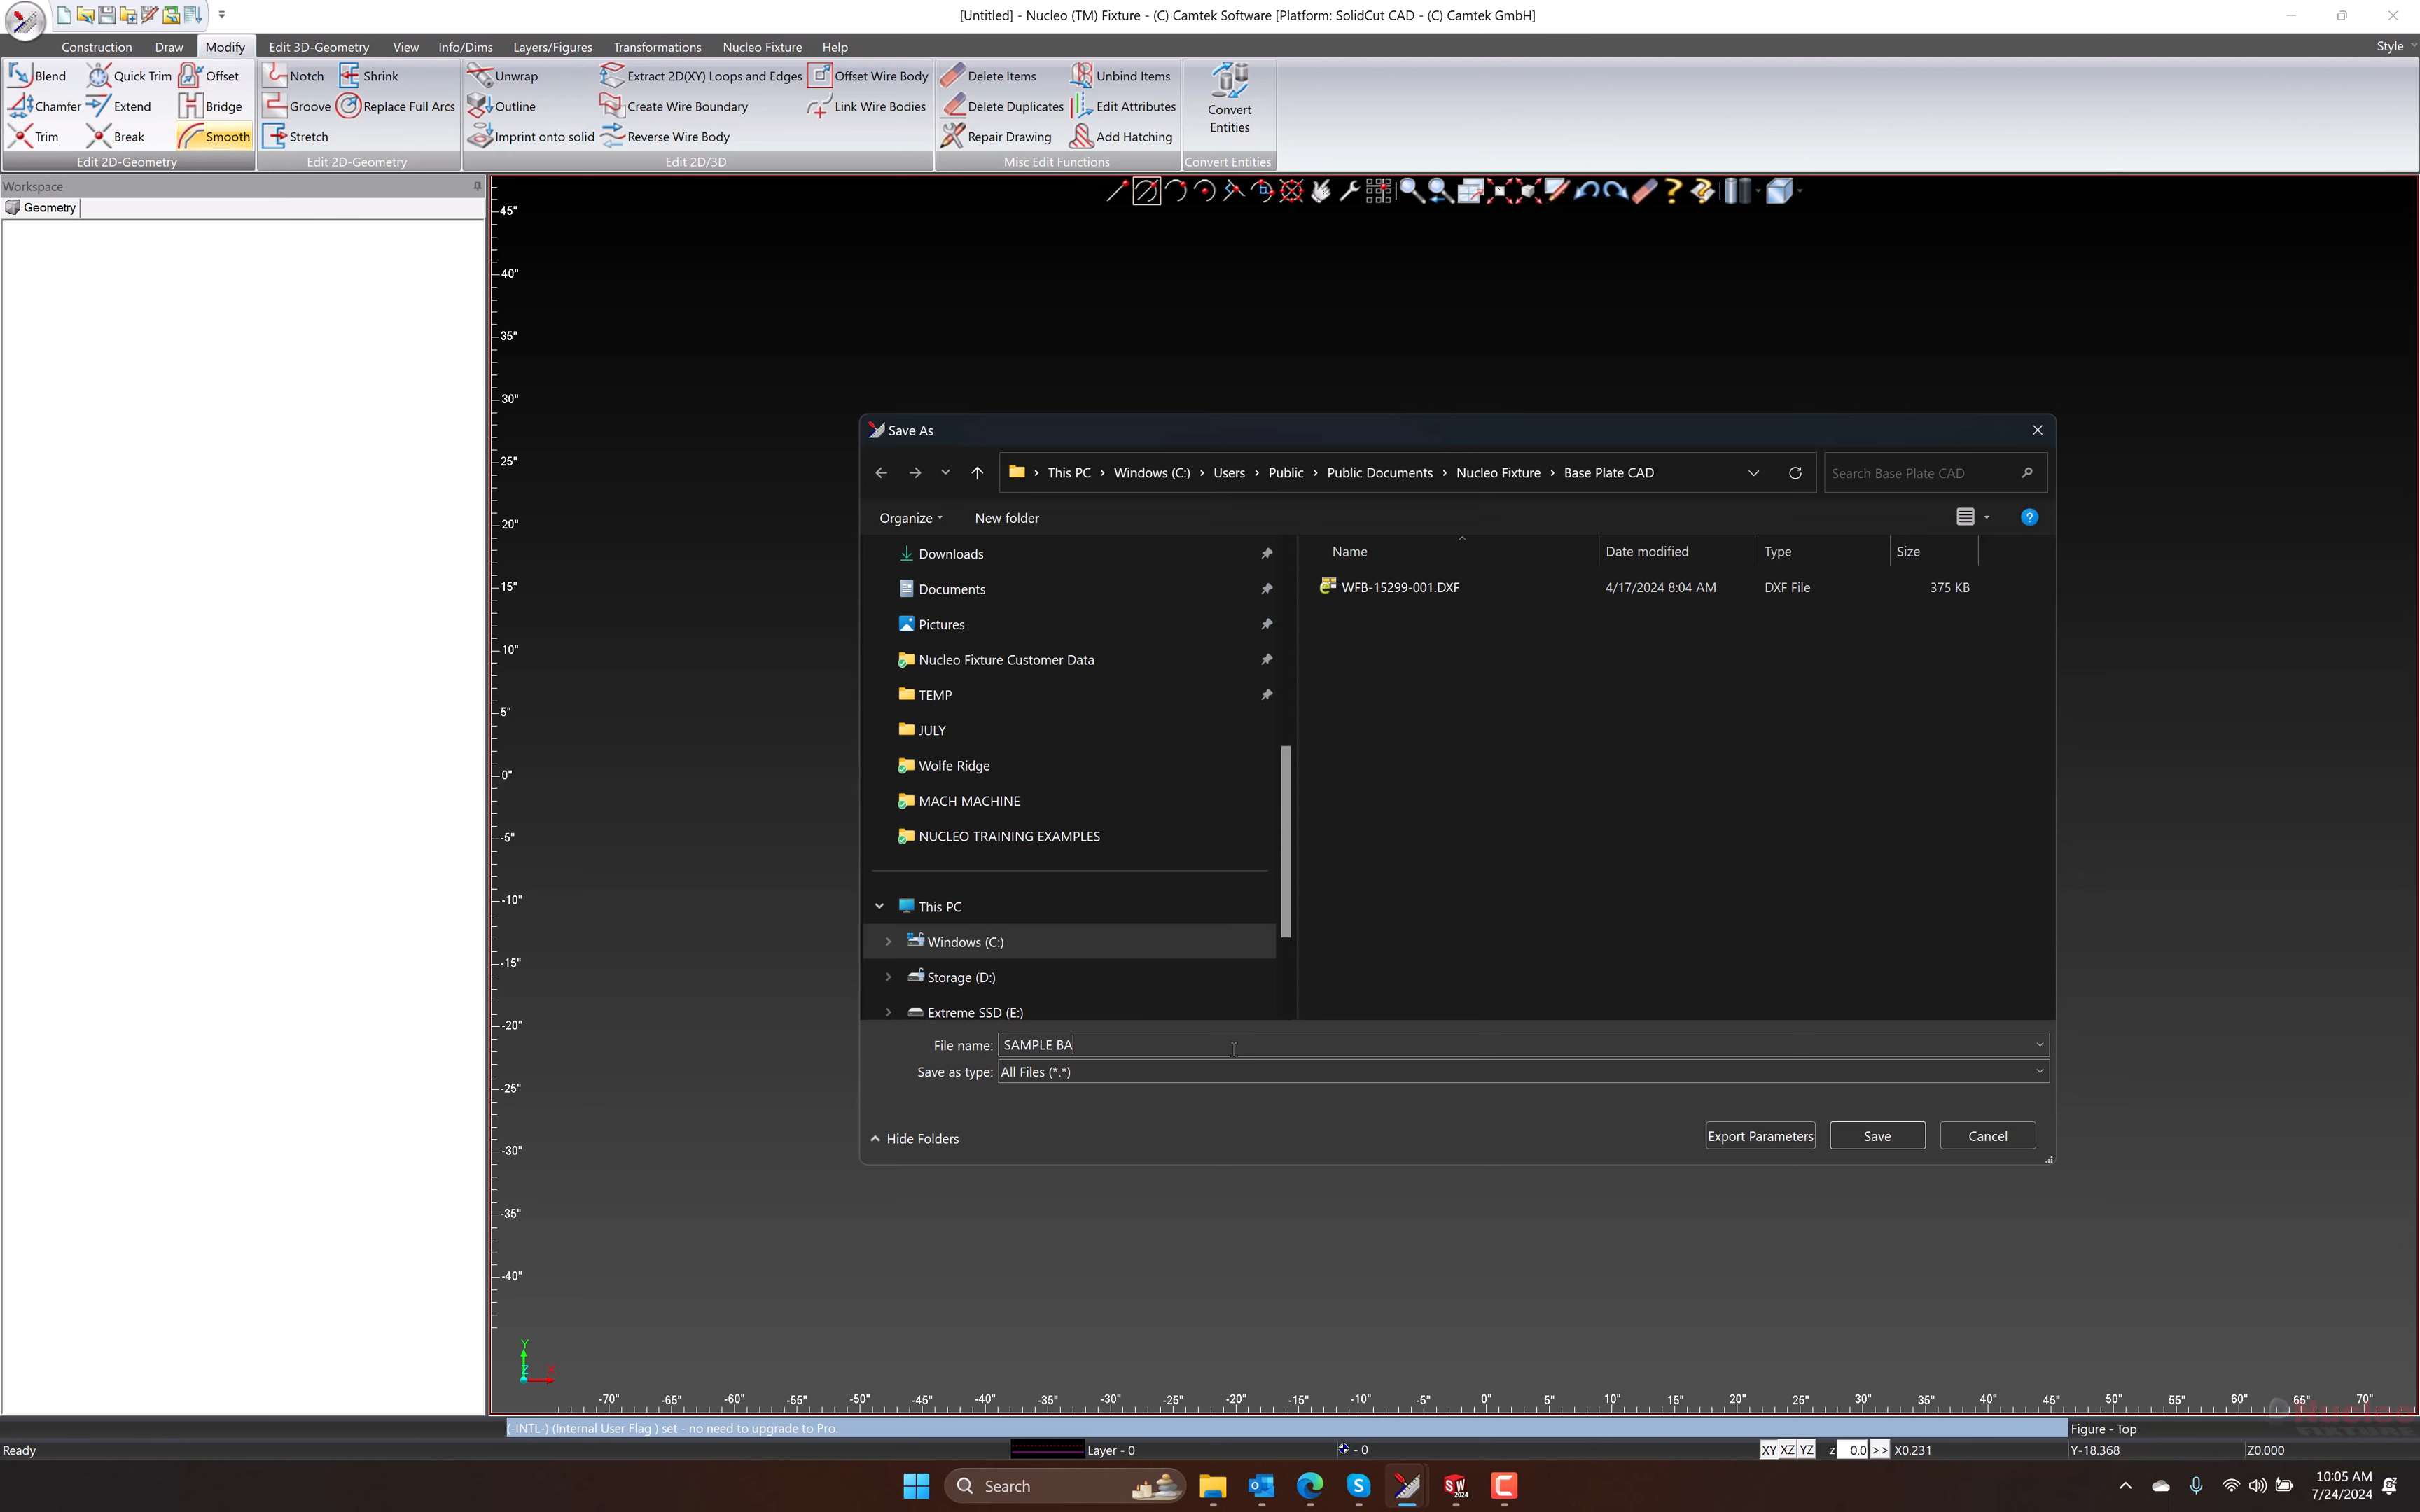 [Untitled] - Nucleo (TM) Fixture - (C) Camtek Software [Platform: SolidCut CAD - (C) Camtek GmbH]
Construction Draw Modify Edit 3D-Geometry View Info/Dims Layers/Figures Transformations Nucleo Fixture Help Style
Blend Quick Trim Offset Notch Shrink Unwrap Extract 2D(XY) Loops and Edges Offset Wire Body Delete Items Unbind Items
Chamfer Extend Bridge Groove Replace Full Arcs Outline Create Wire Boundary Link Wire Bodies Delete Duplicates Edit Attributes Convert Entities
Trim Break Smooth Stretch Imprint onto solid Reverse Wire Body Repair Drawing Add Hatching
Edit 2D-Geometry Edit 2D-Geometry Edit 2D/3D Misc Edit Functions Convert Entities
Workspace
Geometry
45"
40"
35"
30"
25"
20"
15"
10"
5"
0"
-5"
-10"
-15"
-20"
-25"
-30"
-35"
-40"
Save As
This PC > Windows (C:) > Users > Public > Public Documents > Nucleo Fixture > Base Plate CAD
Search Base Plate CAD
Organize New folder
Name Date modified Type Size
WFB-15299-001.DXF 4/17/2024 8:04 AM DXF File 375 KB
Downloads
Documents
Pictures
Nucleo Fixture Customer Data
TEMP
JULY
Wolfe Ridge
MACH MACHINE
NUCLEO TRAINING EXAMPLES
This PC
Windows (C:)
Storage (D:)
Extreme SSD (E:)
File name: SAMPLE BA
Save as type: All Files (*.*)
Hide Folders Export Parameters Save Cancel
Y
Z X
-70" -65" -60" -55" -50" -45" -40" -35" -30" -25" -20" -15" -10" -5" 0" 5" 10" 15" 20" 25" 30" 35" 40" 45" 50" 55" 60" 65" 70"
Nucleo
FIXTURE
(-INTL-) (Internal User Flag ) set - no need to upgrade to Pro. Figure - Top
Ready Layer - 0 - 0 XY XZ YZ z 0.0 >> X0.231 Y-18.368 Z0.000
Search
SW
2024
10:05 AM
7/24/2024